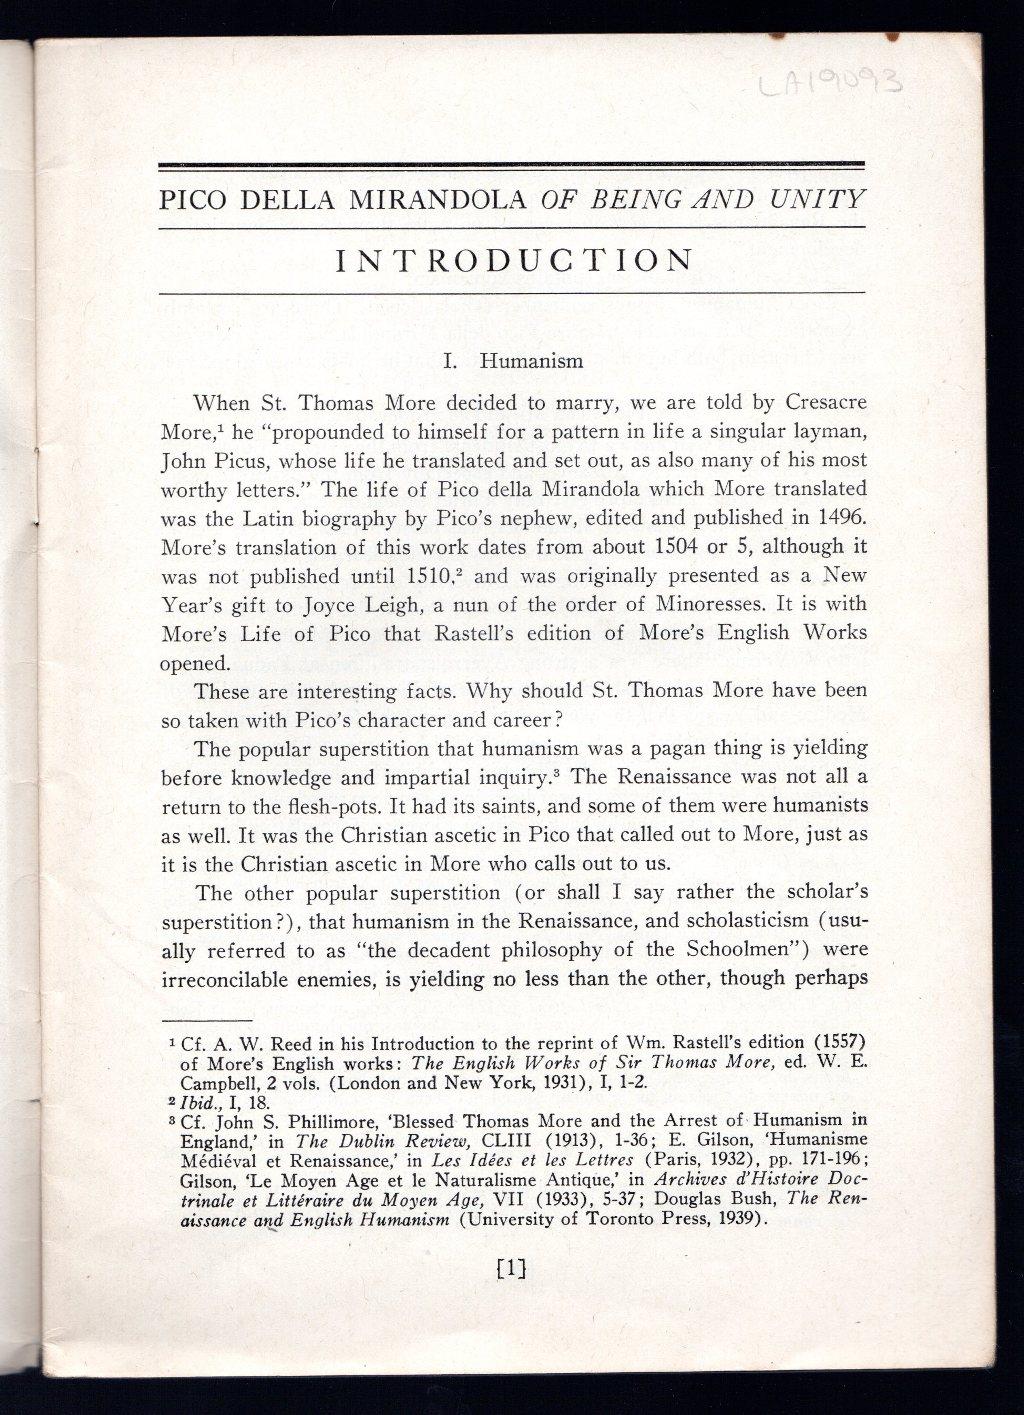 LA19093
PICO DELLA MIRANDOLA OF BEING AND UNITY
INTRODUCTION
I. Humanism
When St. Thomas More decided to marry, we are told by Cresacre
More,¹ he “propounded to himself for a pattern in life a singular layman,
John Picus, whose life he translated and set out, as also many of his most
worthy letters.” The life of Pico della Mirandola which More translated
was the Latin biography by Pico’s nephew, edited and published in 1496.
More’s translation of this work dates from about 1504 or 5, although it
was not published until 1510,² and was originally presented as a New
Year’s gift to Joyce Leigh, a nun of the order of Minoresses. It is with
More’s Life of Pico that Rastell’s edition of More’s English Works
opened.
These are interesting facts. Why should St. Thomas More have been
so taken with Pico’s character and career?
The popular superstition that humanism was a pagan thing is yielding
before knowledge and impartial inquiry.³ The Renaissance was not all a
return to the flesh-pots. It had its saints, and some of them were humanists
as well. It was the Christian ascetic in Pico that called out to More, just as
it is the Christian ascetic in More who calls out to us.
The other popular superstition (or shall I say rather the scholar’s
superstition?), that humanism in the Renaissance, and scholasticism (usu-
ally referred to as “the decadent philosophy of the Schoolmen”) were
irreconcilable enemies, is yielding no less than the other, though perhaps
¹ Cf. A. W. Reed in his Introduction to the reprint of Wm. Rastell’s edition (1557)
of More’s English works: The English Works of Sir Thomas More, ed. W. E.
Campbell, 2 vols. (London and New York, 1931), I, 1-2.
² Ibid., I, 18.
³ Cf. John S. Phillimore, ‘Blessed Thomas More and the Arrest of Humanism in
England,’ in The Dublin Review, CLIII (1913), 1-36; E. Gilson, ‘Humanisme
Médiéval et Renaissance,’ in Les Idées et les Lettres (Paris, 1932), pp. 171-196;
Gilson, ‘Le Moyen Age et le Naturalisme Antique,’ in Archives d’Histoire Doc-
trinale et Littéraire du Moyen Age, VII (1933), 5-37; Douglas Bush, The Ren-
aissance and English Humanism (University of Toronto Press, 1939).
[1]